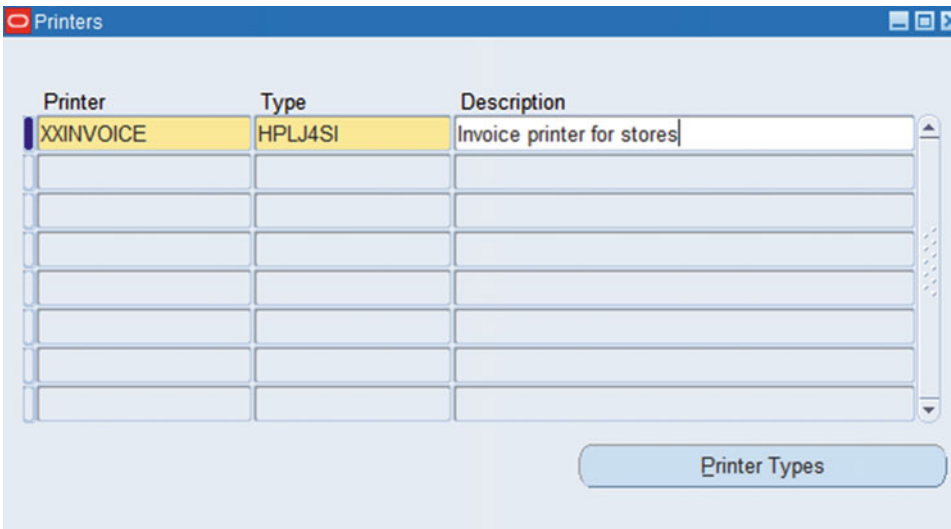 Printers
Printer Type Description
XXINVOICE HPLJ4SI Invoice printer for stores
Printer Types